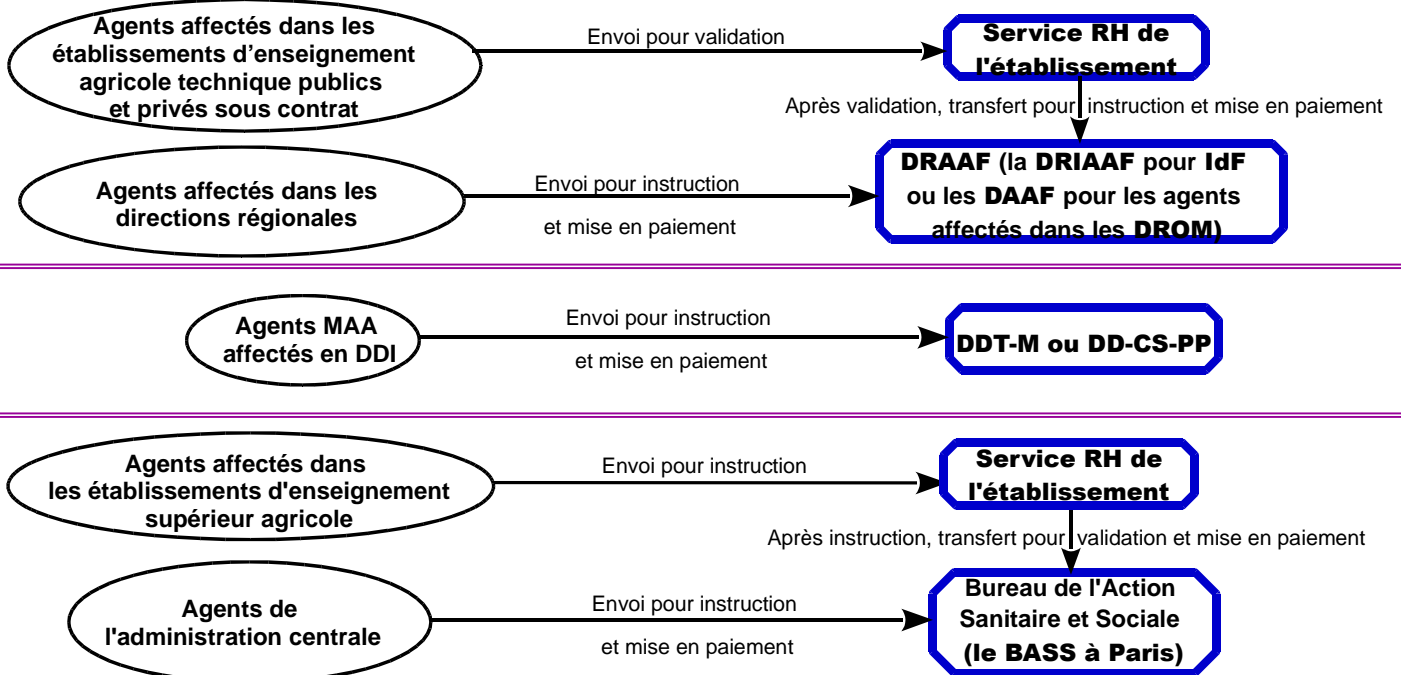 Agents affectés dans les
établissements d'enseignement
agricole technique publics
et privés sous contrat
Envoi pour validation
Service RH de
l'établissement
Après validation, transfert pour instruction et mise en paiement
Agents affectés dans les
directions régionales
Envoi pour instruction
et mise en paiement
DRAAF (la DRIAAF pour IdF
ou les DAAF pour les agents
affectés dans les DROM)
Agents MAA
affectés en DDI
Envoi pour instruction
et mise en paiement
DDT-M ou DD-CS-PP
Agents affectés dans
les établissements d'enseignement
supérieur agricole
Envoi pour instruction
Service RH de
l'établissement
Après instruction, transfert pour validation et mise en paiement
Agents de
l'administration centrale
Envoi pour instruction
et mise en paiement
Bureau de l'Action
Sanitaire et Sociale
(le BASS à Paris)